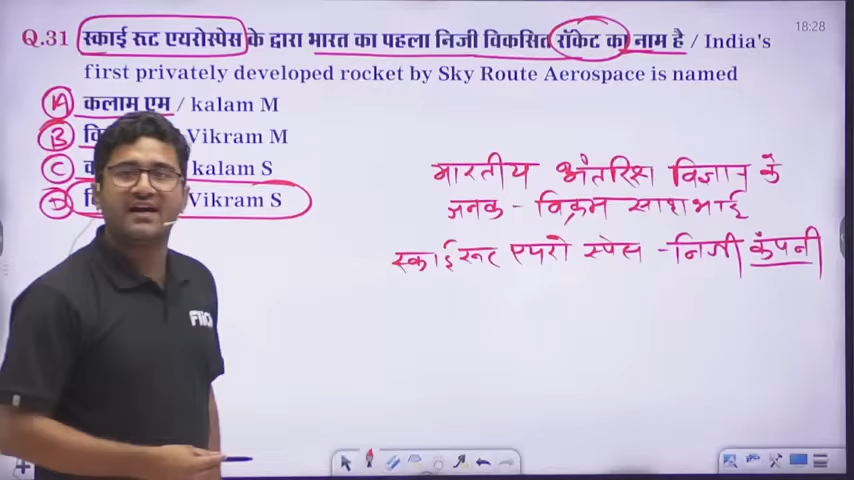 18:28
Q.31 स्काई रूट एयरोस्पेस के द्वारा भारत का पहला निजी विकसित रॉकेट का नाम है / India's
first privately developed rocket by Sky Route Aerospace is named
A कलाम एम / kalam M
B Vikram M
C kalam S
D Vikram S
भारतीय अंतरिक्ष विज्ञान के
जनक - विक्रम साराभाई
स्काईरूट एयरो स्पेस - निजी कंपनी
FliQ